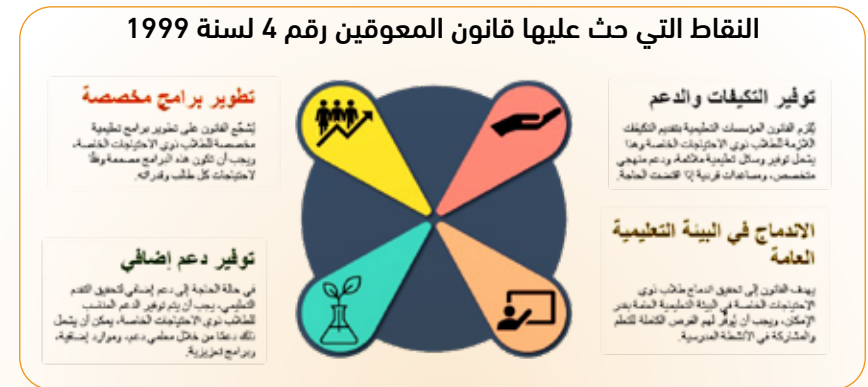 النقاط التي حث عليها قانون المعوقين رقم 4 لسنة 1999
توفير التكيفات والدعم
يُلزم القانون المؤسسات التعليمية بتقديم التكيفات
اللازمة للطلاب ذوي الاحتياجات الخاصة وهذا
يشمل توفير وسائل تعليمية ملائمة، ودعم منهجي
متخصص، ومساعدات فردية إذا اقتضت الحاجة.
تطوير برامج مخصصة
يُشجّع القانون على تطوير برامج تعليمية
مخصصة للطلاب ذوي الاحتياجات الخاصة،
ويجب أن تكون هذه البرامج مصممة وفقًا
لاحتياجات كل طالب وقدراته.
الاندماج في البيئة التعليمية
العامة
يهدف القانون إلى تحقيق اندماج طلاب ذوي
الاحتياجات الخاصة في البيئة التعليمية العامة بقدر
الإمكان، ويجب أن يُوفَّر لهم الفرص الكاملة للتعلم
والمشاركة في الأنشطة المدرسية.
توفير دعم إضافي
في حالة الحاجة إلى دعم إضافي لتحقيق التقدم
التعليمي، يجب أن يتم توفير الدعم المناسب
للطلاب ذوي الاحتياجات الخاصة، يمكن أن يشمل
ذلك دعمًا من خلال معلمي دعم، وموارد إضافية،
وبرامج تعزيزية.